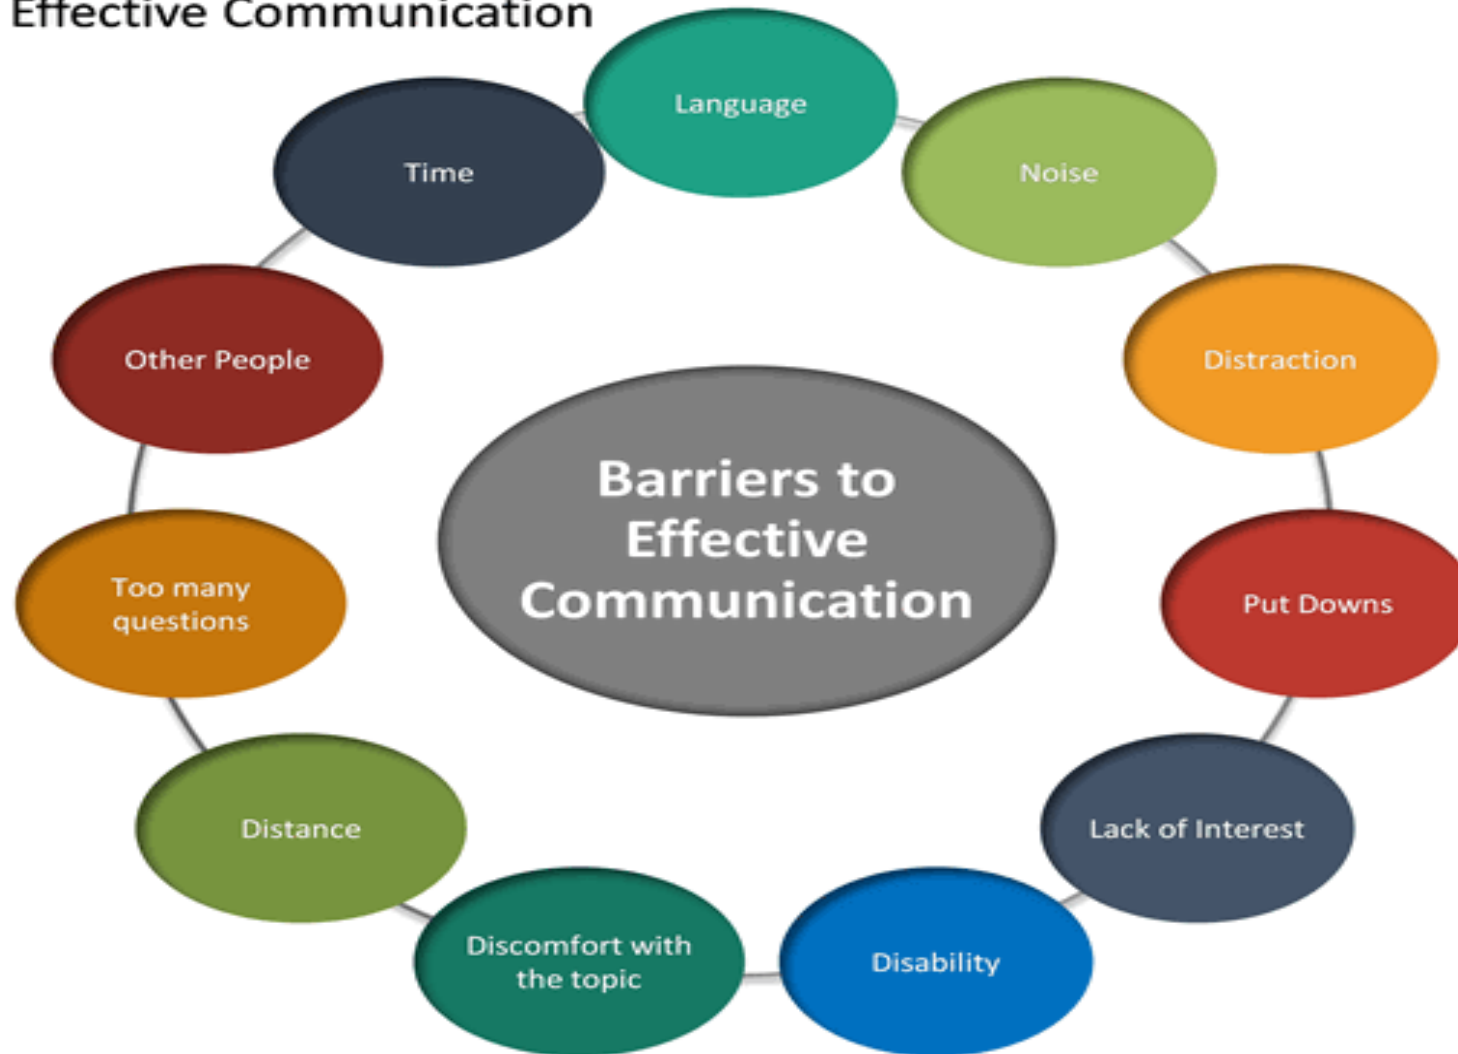 Effective Communication
Language
Noise
Distraction
Put Downs
Lack of Interest
Disability
Discomfort with
the topic
Distance
Too many
questions
Other People
Time
Barriers to
Effective
Communication